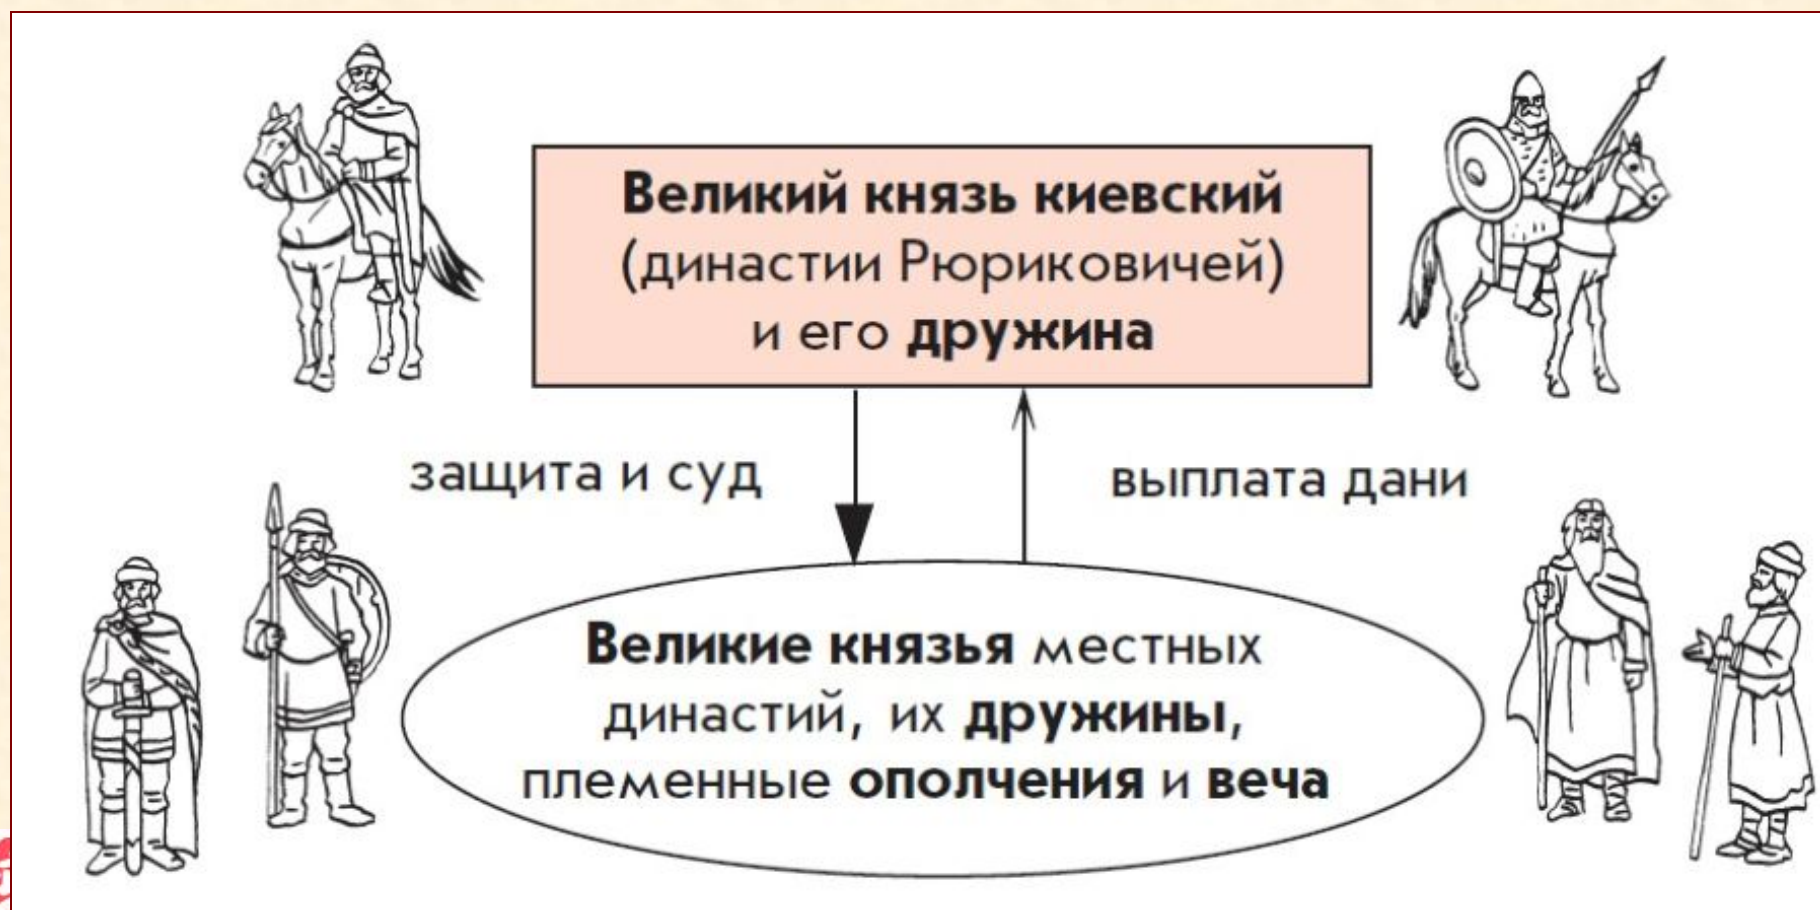 Великий князь киевский
(династии Рюриковичей)
и его дружина
защита и суд
выплата дани
Великие князья местных
династий, их дружины,
племенные ополчения и веча